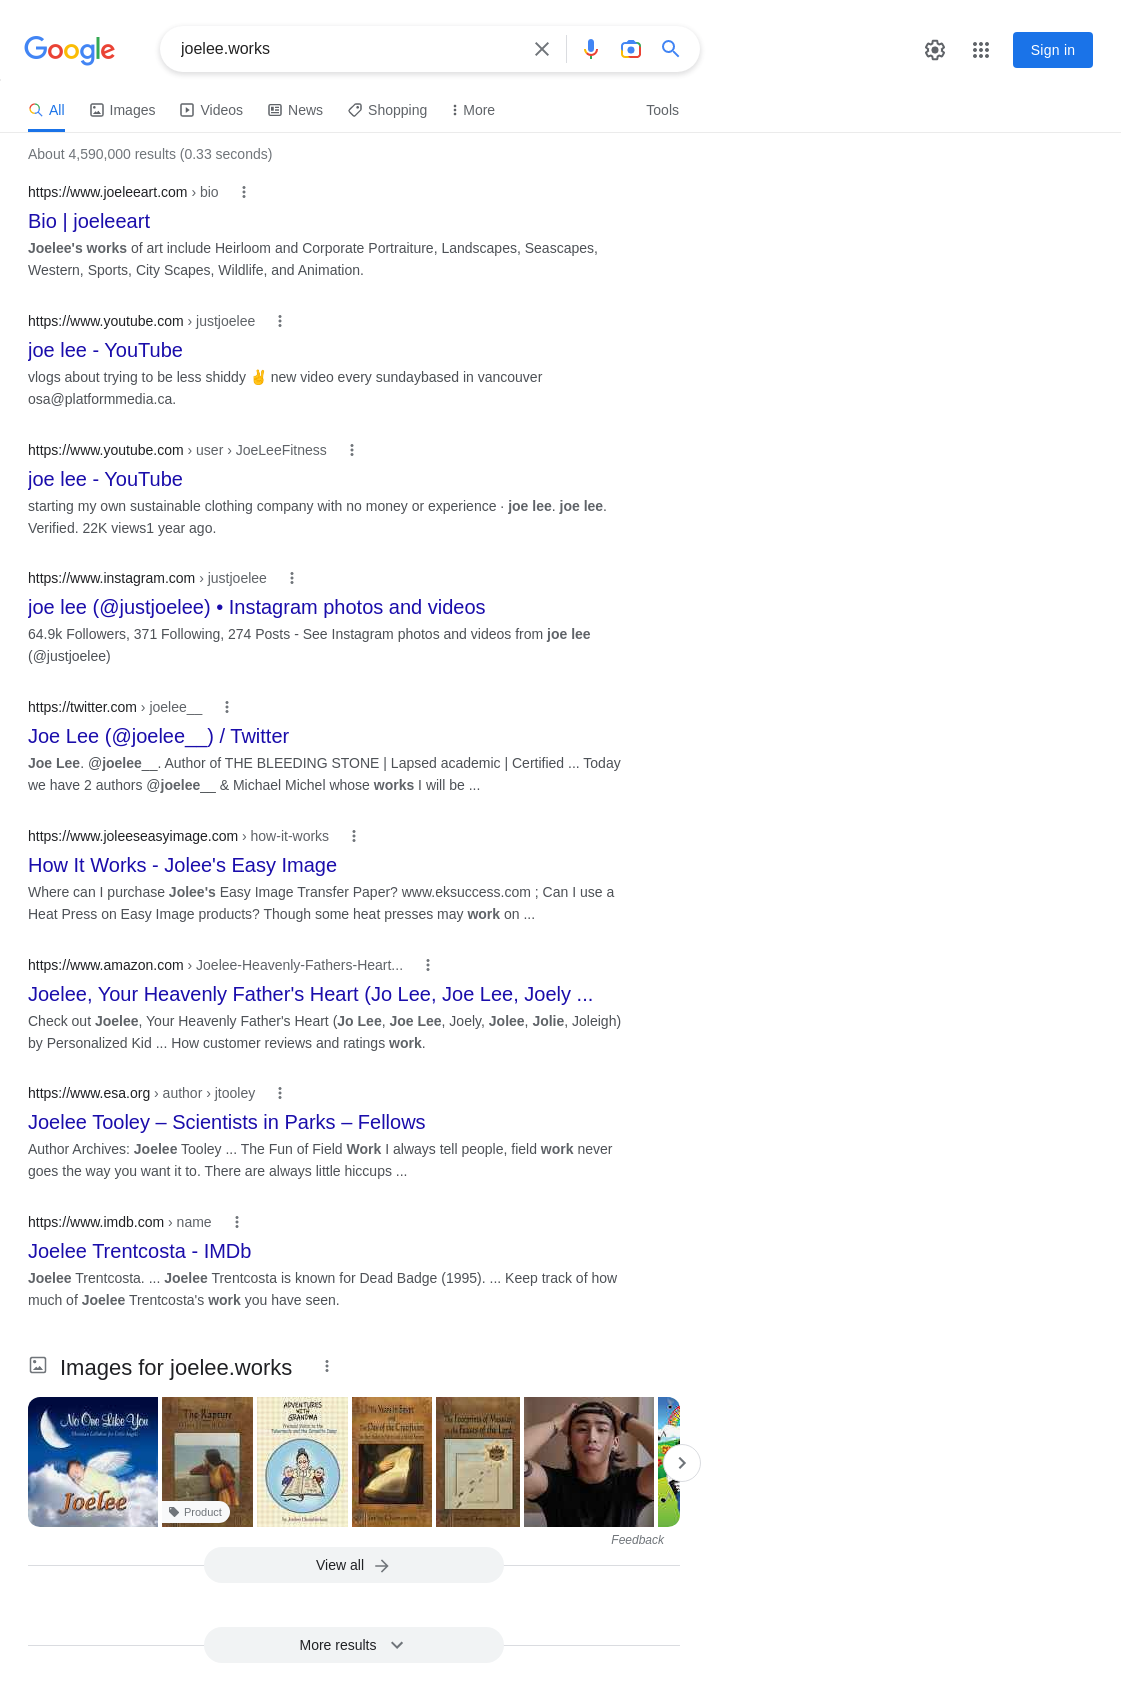 Google
joelee.works
Sign in
All
Images
Videos
News
Shopping
More
Tools
About 4,590,000 results (0.33 seconds)
https://www.joeleeart.com › bio
Bio | joeleeart
Joelee's works of art include Heirloom and Corporate Portraiture, Landscapes, Seascapes,
Western, Sports, City Scapes, Wildlife, and Animation.
https://www.youtube.com › justjoelee
joe lee - YouTube
vlogs about trying to be less shiddy ✌️ new video every sundaybased in vancouver
osa@platformmedia.ca.
https://www.youtube.com › user › JoeLeeFitness
joe lee - YouTube
starting my own sustainable clothing company with no money or experience · joe lee. joe lee.
Verified. 22K views1 year ago.
https://www.instagram.com › justjoelee
joe lee (@justjoelee) • Instagram photos and videos
64.9k Followers, 371 Following, 274 Posts - See Instagram photos and videos from joe lee
(@justjoelee)
https://twitter.com › joelee__
Joe Lee (@joelee__) / Twitter
Joe Lee. @joelee__. Author of THE BLEEDING STONE | Lapsed academic | Certified ... Today
we have 2 authors @joelee__ & Michael Michel whose works I will be ...
https://www.joleeseasyimage.com › how-it-works
How It Works - Jolee's Easy Image
Where can I purchase Jolee's Easy Image Transfer Paper? www.eksuccess.com ; Can I use a
Heat Press on Easy Image products? Though some heat presses may work on ...
https://www.amazon.com › Joelee-Heavenly-Fathers-Heart...
Joelee, Your Heavenly Father's Heart (Jo Lee, Joe Lee, Joely ...
Check out Joelee, Your Heavenly Father's Heart (Jo Lee, Joe Lee, Joely, Jolee, Jolie, Joleigh)
by Personalized Kid ... How customer reviews and ratings work.
https://www.esa.org › author › jtooley
Joelee Tooley – Scientists in Parks – Fellows
Author Archives: Joelee Tooley ... The Fun of Field Work I always tell people, field work never
goes the way you want it to. There are always little hiccups ...
https://www.imdb.com › name
Joelee Trentcosta - IMDb
Joelee Trentcosta. ... Joelee Trentcosta is known for Dead Badge (1995). ... Keep track of how
much of Joelee Trentcosta's work you have seen.
Images for joelee.works
No One Like You
Joelee
The Rapture
Product
ADVENTURES
WITH
GRANDMA
Feedback
View all
More results